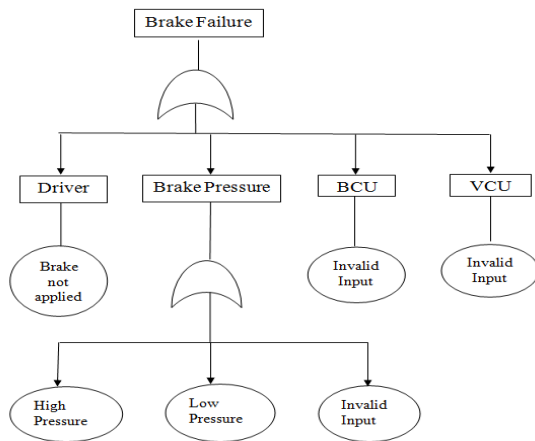 Brake Failure
Driver
Brake Pressure
BCU
VCU
Brake
not
applied
Invalid
Input
Invalid
Input
High
Pressure
Low
Pressure
Invalid
Input